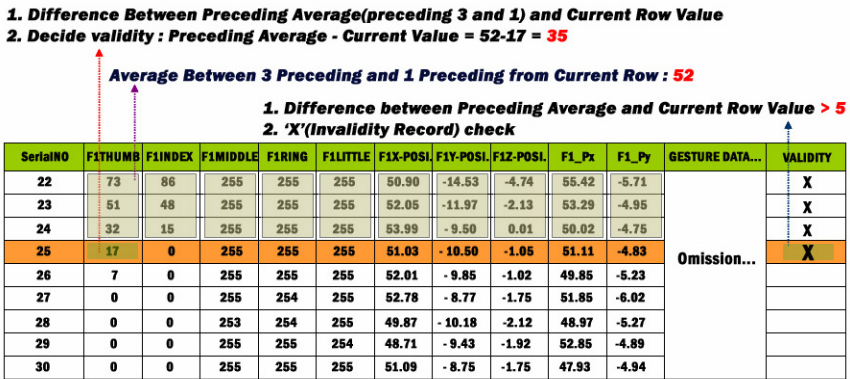 1. Difference Between Preceding Average(preceding 3 and 1) and Current Row Value
2. Decide validity : Preceding Average - Current Value = 52-17 = 35
Average Between 3 Preceding and 1 Preceding from Current Row : 52
1. Difference between Preceding Average and Current Row Value > 5
2. ‘X’(Invalidity Record) check
SerialNO F1THUMB F1INDEX F1MIDDLE F1RING F1LITTLE F1X-POSI. F1Y-POSI. F1Z-POSI. F1_Px F1_Py GESTURE DATA... VALIDITY
22 73 86 255 255 255 50.90 -14.53 -4.74 55.42 -5.71 X
23 51 48 255 255 255 52.05 -11.97 -2.13 53.29 -4.95 X
24 32 15 255 255 255 53.99 - 9.50 0.01 50.02 -4.75 X
25 17 0 255 255 255 51.03 - 10.50 -1.05 51.11 -4.83 Omission... X
26 7 0 255 255 255 52.01 - 9.85 -1.02 49.85 -5.23
27 0 0 255 254 255 52.78 - 8.77 -1.75 51.85 -6.02
28 0 0 253 254 255 49.87 - 10.18 -2.12 48.97 -5.27
29 0 0 255 255 254 48.71 - 9.43 -1.92 52.85 -4.89
30 0 0 255 255 255 51.09 - 8.75 -1.75 47.93 -4.94